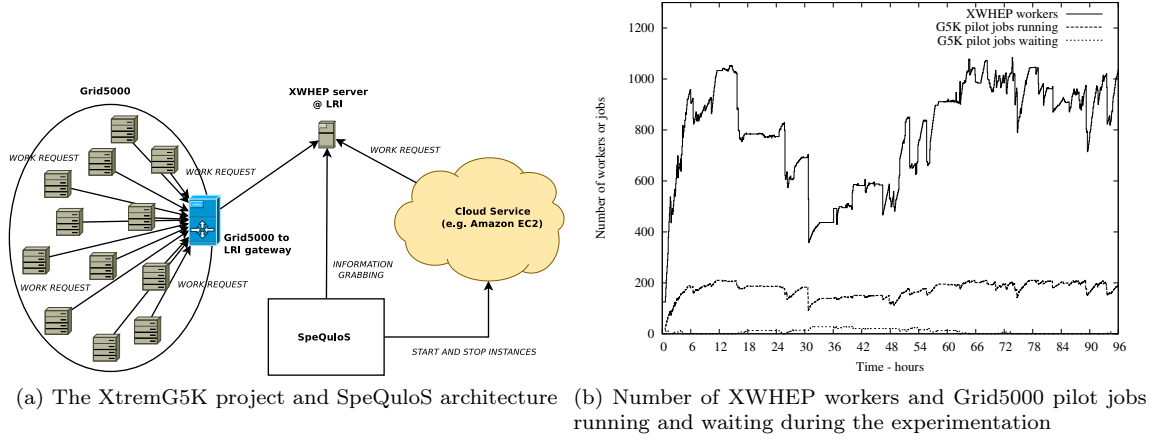 Grid5000
WORK REQUEST
WORK REQUEST
WORK REQUEST
WORK REQUEST
Grid5000 to
LRI gateway
XWHEP server
@ LRI
WORK REQUEST
Cloud Service
(e.g. Amazon EC2)
INFORMATION
GRABBING
SpeQuloS
START AND STOP INSTANCES
(a) The XtremG5K project and SpeQuloS architecture
XWHEP workers
G5K pilot jobs running
G5K pilot jobs waiting
Number of workers or jobs
1200
1000
800
600
400
200
0
0 6 12 18 24 30 36 42 48 54 60 66 72 78 84 90 96
Time - hours
(b) Number of XWHEP workers and Grid5000 pilot jobs
running and waiting during the experimentation